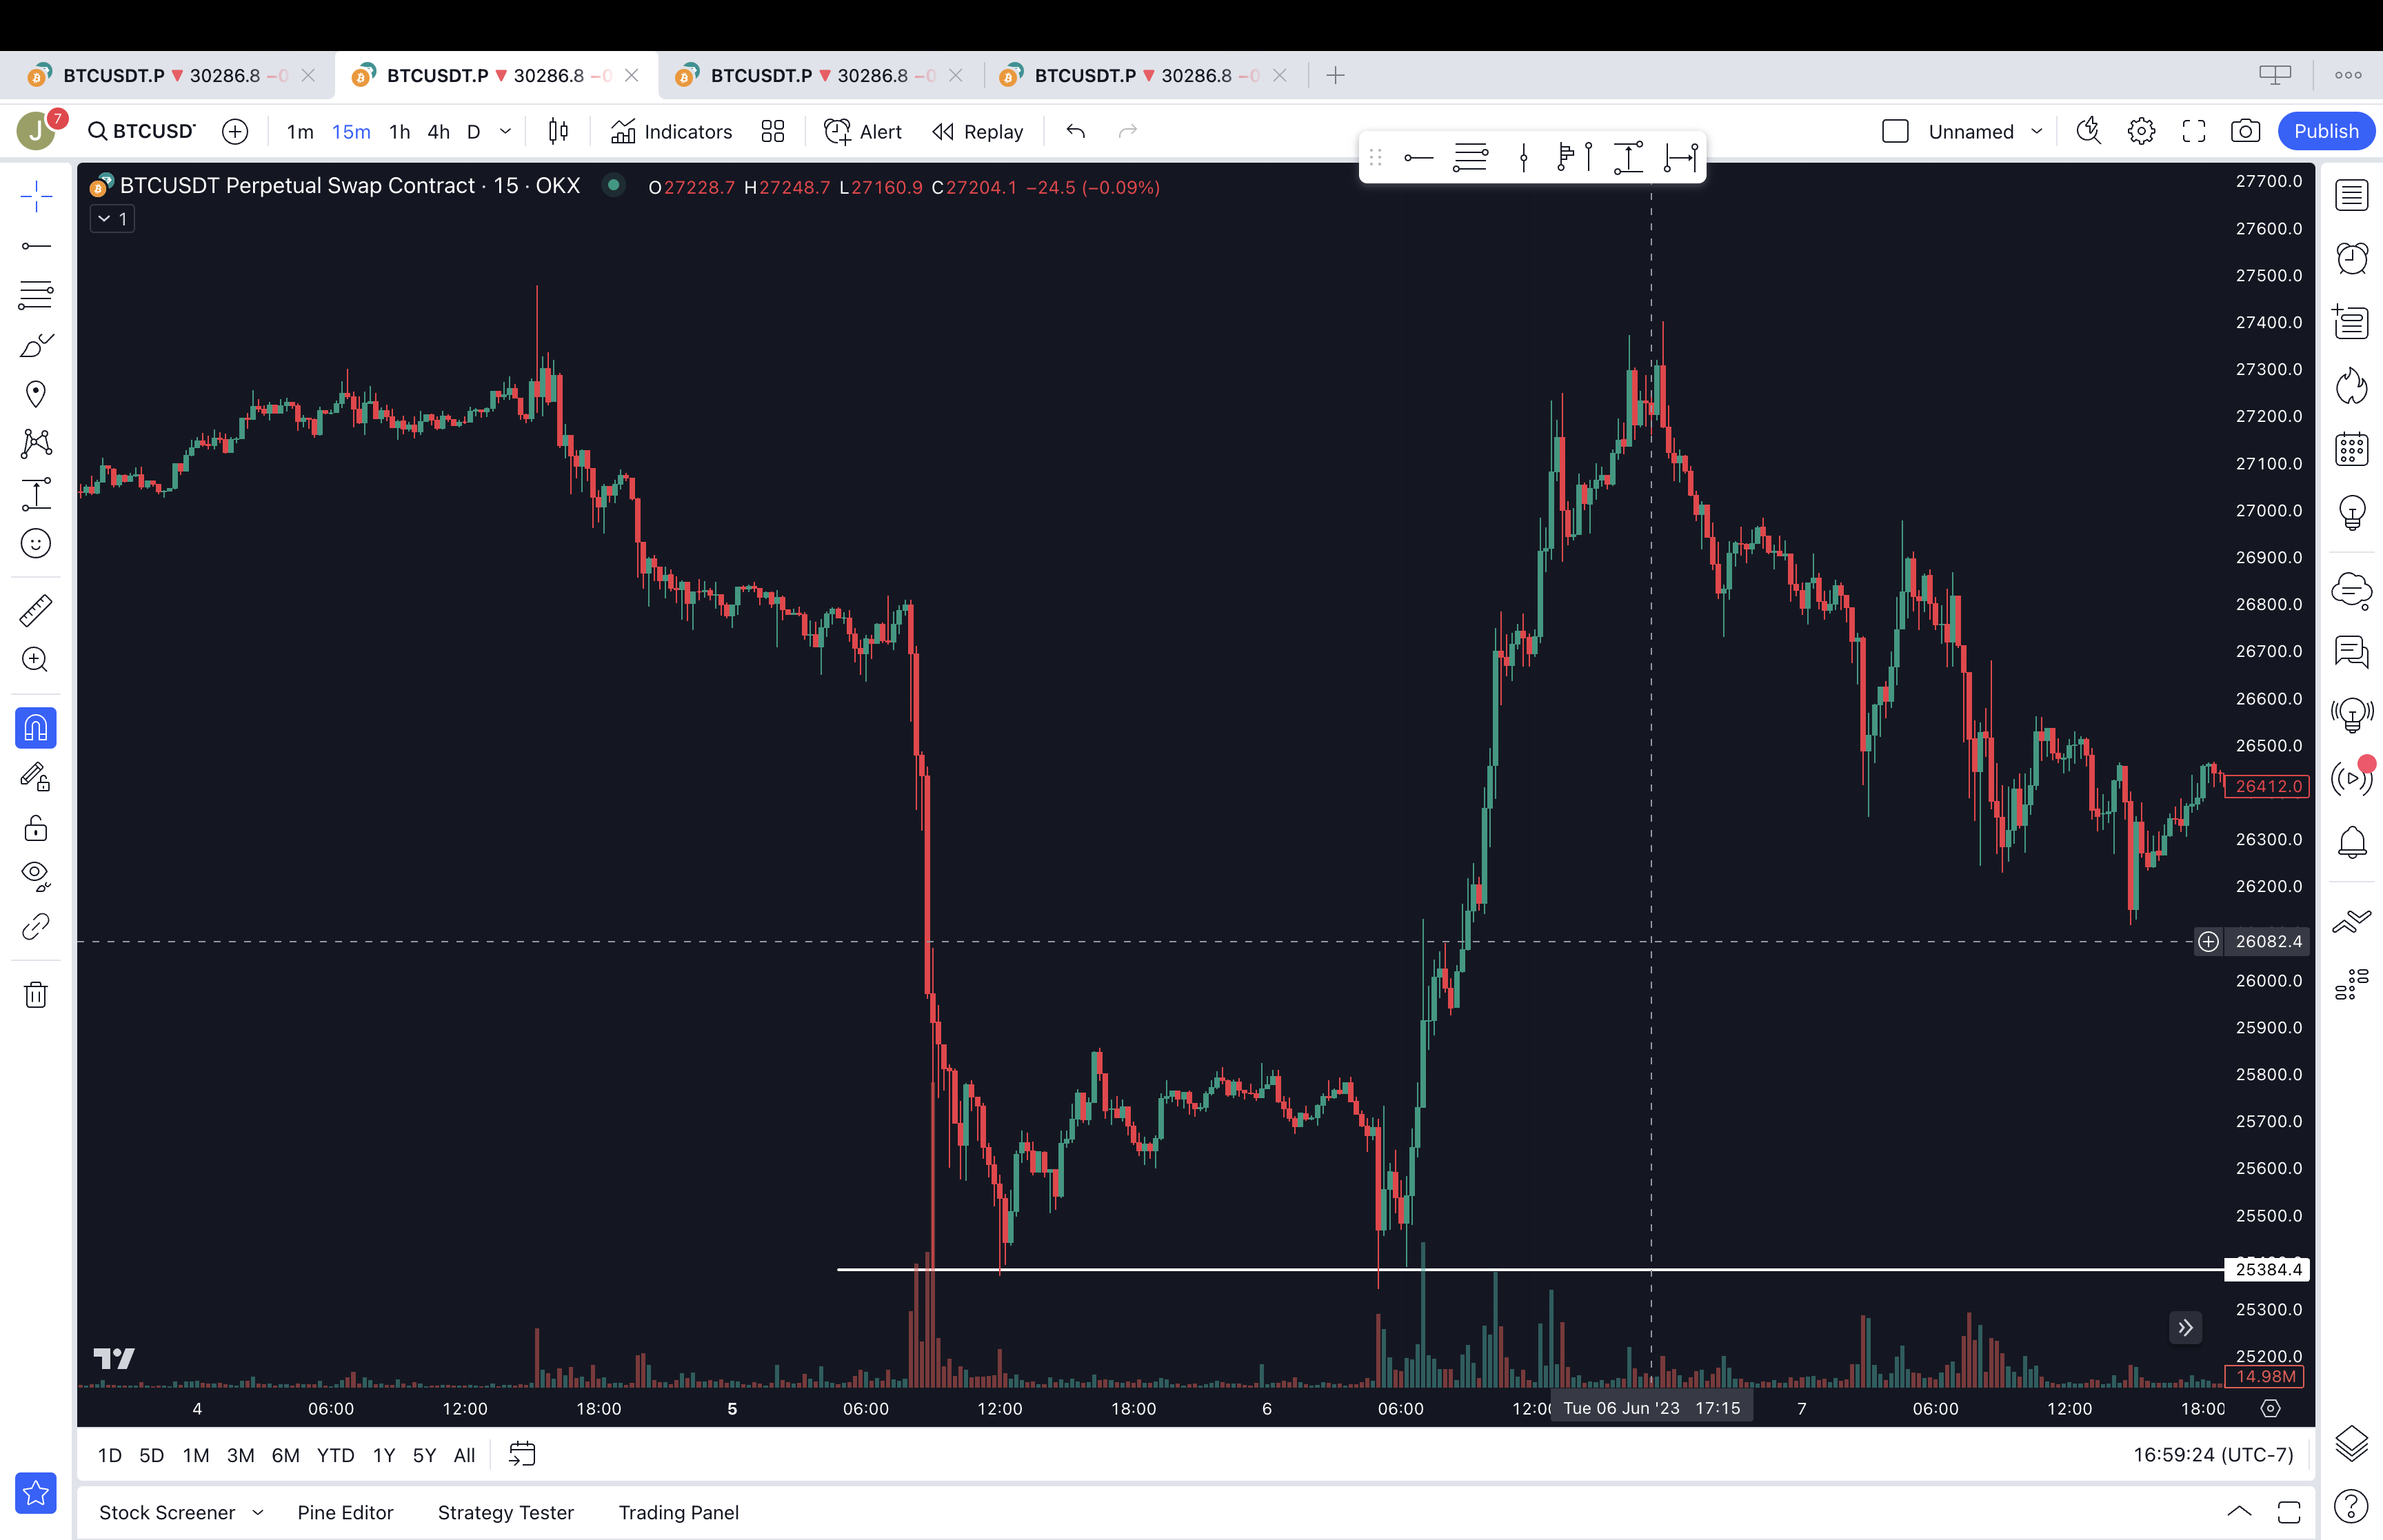 BTCUSDT.P ▼ 30286.8 −0
BTCUSDT.P ▼ 30286.8 −0
BTCUSDT.P ▼ 30286.8 −0
BTCUSDT.P ▼ 30286.8 −0
J 7
BTCUSD
1m 15m 1h 4h D
Indicators
Alert
Replay
Unnamed
Publish
BTCUSDT Perpetual Swap Contract · 15 · OKX O27228.7 H27248.7 L27160.9 C27204.1 −24.5 (−0.09%)
1
27700.0
27600.0
27500.0
27400.0
27300.0
27200.0
27100.0
27000.0
26900.0
26800.0
26700.0
26600.0
26500.0
26412.0
26300.0
26200.0
26082.4
26000.0
25900.0
25800.0
25700.0
25600.0
25500.0
25384.4
25300.0
25200.0
14.98M
4 06:00 12:00 18:00 5 06:00 12:00 18:00 6 06:00 12:0 Tue 06 Jun '23 17:15 7 06:00 12:00 18:00
1D 5D 1M 3M 6M YTD 1Y 5Y All
16:59:24 (UTC-7)
Stock Screener Pine Editor Strategy Tester Trading Panel